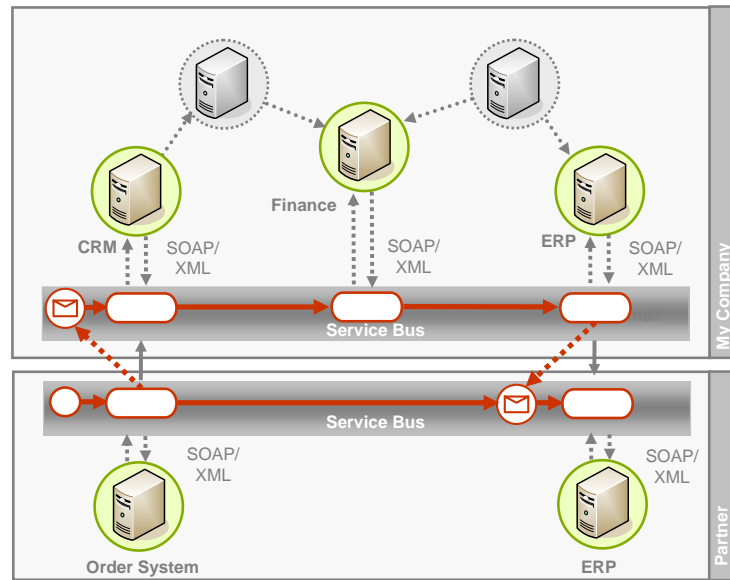 Finance
CRM
SOAP/
XML
SOAP/
XML
ERP
SOAP/
XML
Service Bus
My Company
Service Bus
SOAP/
XML
SOAP/
XML
Order System
ERP
Partner